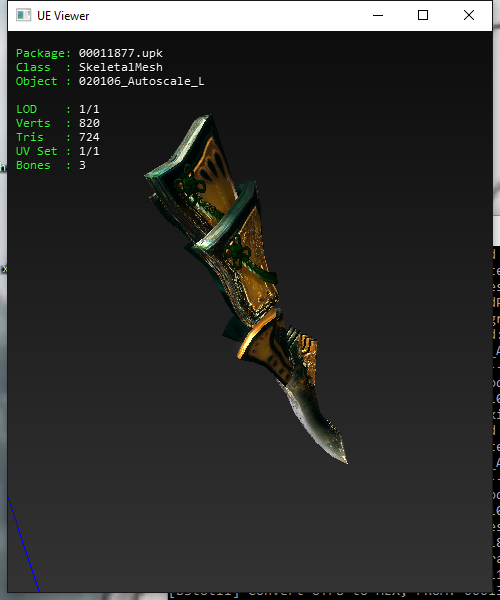 UE Viewer
Package: 00011877.upk
Class : SkeletalMesh
Object : 020106_Autoscale_L
LOD : 1/1
Verts : 820
Tris : 724
UV Set : 1/1
Bones : 3